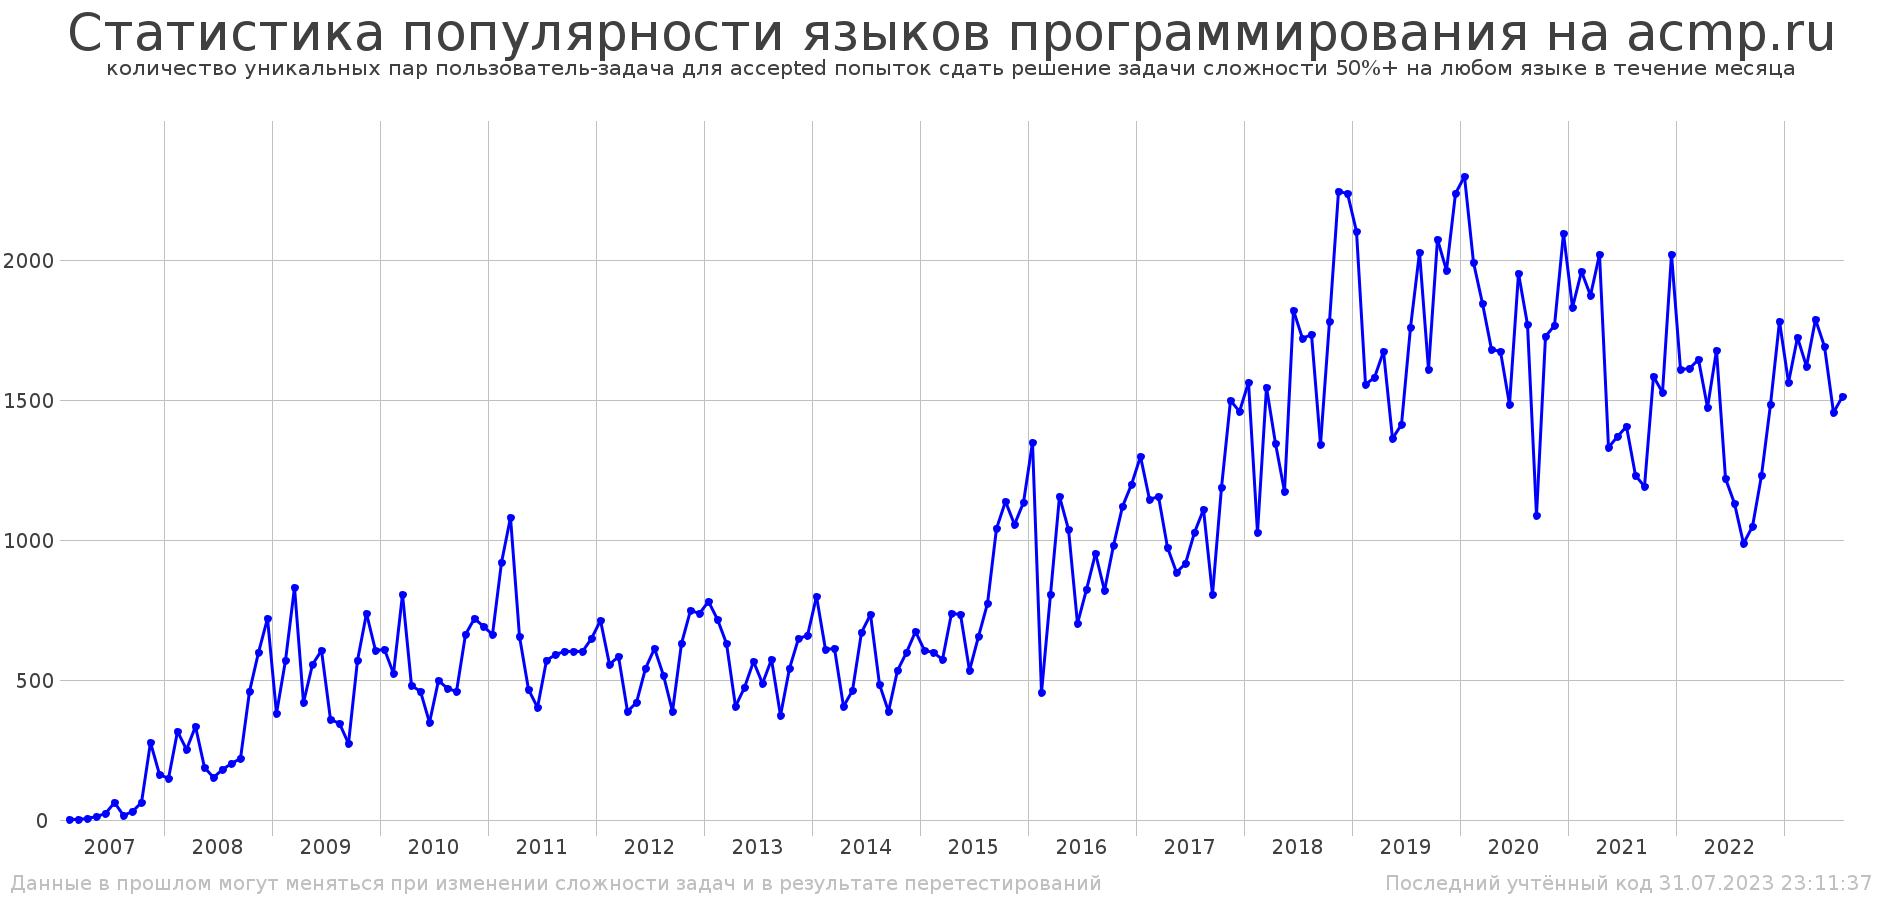 Статистика популярности языков программирования на acmp.ru
количество уникальных пар пользователь-задача для accepted попыток сдать решение задачи сложности 50%+ на любом языке в течение месяца
2000
1500
1000
500
0
2007 2008 2009 2010 2011 2012 2013 2014 2015 2016 2017 2018 2019 2020 2021 2022
Данные в прошлом могут меняться при изменении сложности задач и в результате перетестирований
Последний учтённый код 31.07.2023 23:11:37